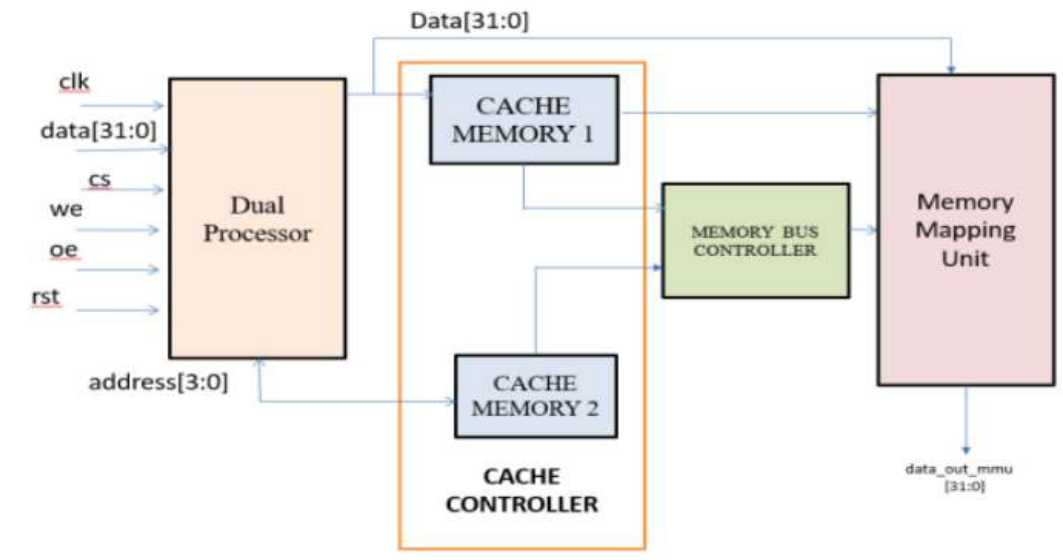 Data[31:0]
clk
data[31:0]
cs
we
oe
rst
Dual
Processor
address[3:0]
CACHE
MEMORY 1
MEMORY BUS
CONTROLLER
CACHE
MEMORY 2
CACHE
CONTROLLER
Memory
Mapping
Unit
data_out_mmu
[31:0]